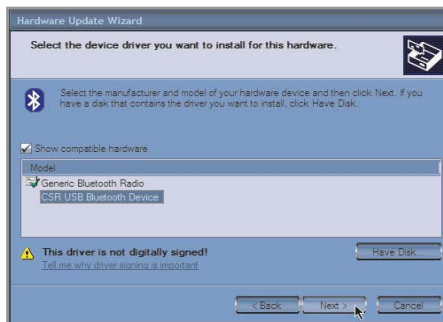 Hardware Update Wizard
Select the device driver you want to install for this hardware.
Select the manufacturer and model of your hardware device and then click Next. If you
have a disk that contains the driver you want to install, click Have Disk.
Show compatible hardware
Model
Generic Bluetooth Radio
CSR USB Bluetooth Device
This driver is not digitally signed!
Have Disk...
Tell me why driver signing is important
< Back
Next >
Cancel